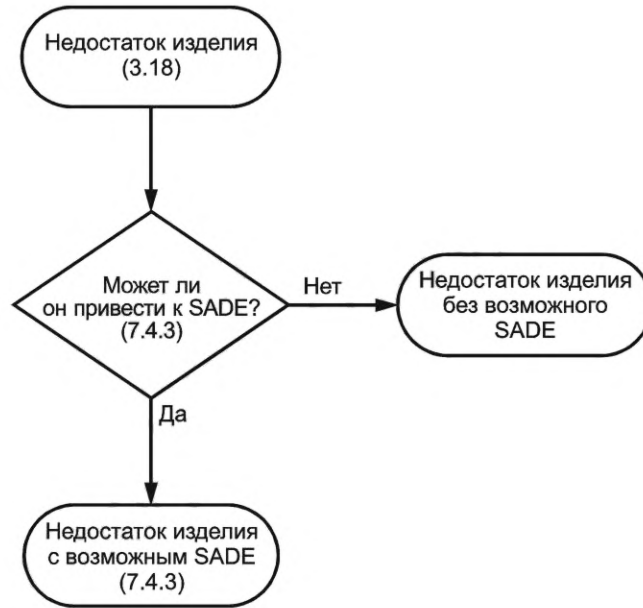 Недостаток изделия
(3.18)
Может ли
он привести к SADE?
(7.4.3)
Нет
Недостаток изделия
без возможного
SADE
Да
Недостаток изделия
с возможным SADE
(7.4.3)